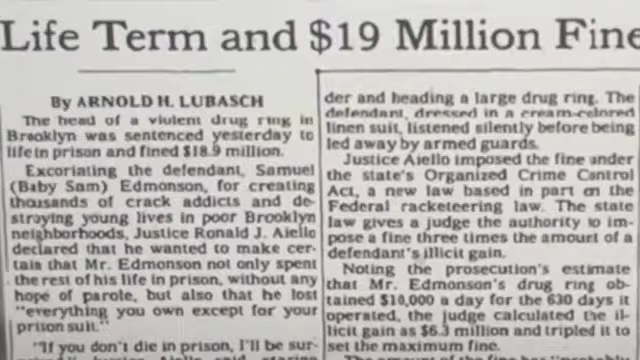 Life Term and $19 Million Fine
By ARNOLD H. LUBASCH
The head of a violent drug ring in
Brooklyn was sentenced yesterday to
life in prison and fined $18.9 million.
Excoriating the defendant, Samuel
(Baby Sam) Edmonson, for creating
thousands of crack addicts and de-
stroying young lives in poor Brooklyn
neighborhoods, Justice Ronald J. Aiello
declared that he wanted to make cer-
tain that Mr. Edmonson not only spent
the rest of his life in prison, without any
hope of parole, but also that he lost
"everything you own except for your
prison suit."
"If you don't die in prison, I'll be sur-
Justice Aiello said,
der and heading a large drug ring. The
defendant, dressed in a cream-colored
linen suit, listened silently before being
led away by armed guards.
Justice Aiello imposed the fine under
the state's Organized Crime Control
Act, a new law based in part on the
Federal racketeering law. The state
law gives a judge the authority to im-
pose a fine three times the amount of a
defendant's illicit gain.
Noting the prosecution's estimate
that Mr. Edmonson's drug ring ob-
tained $10,000 a day for the 630 days it
operated, the judge calculated the il-
licit gain as $6.3 million and tripled it to
set the maximum fine.